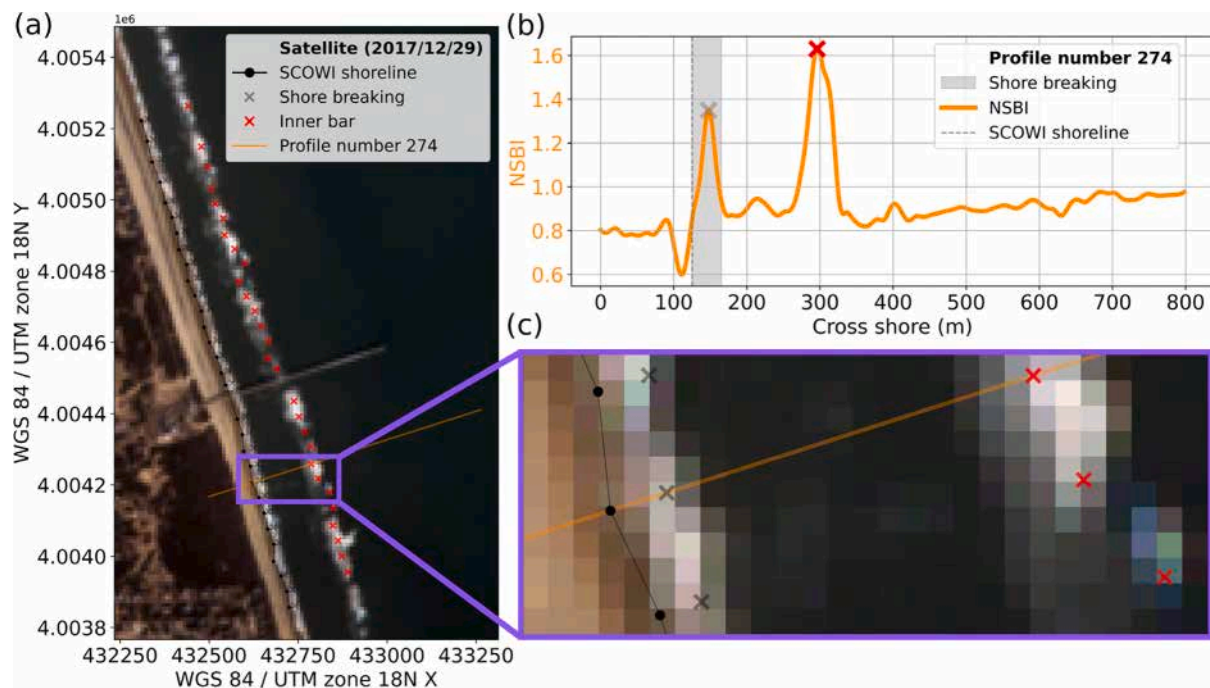 (a)
1e6
4.0054
4.0052
4.0050
4.0048
4.0046
4.0044
4.0042
4.0040
4.0038
WGS 84 / UTM zone 18N Y
432250 432500 432750 433000 433250
WGS 84 / UTM zone 18N X
Satellite (2017/12/29)
SCOWI shoreline
Shore breaking
Inner bar
Profile number 274
(b)
NSBI
1.6
1.4
1.2
1.0
0.8
0.6
0 100 200 300 400 500 600 700 800
Cross shore (m)
Profile number 274
Shore breaking
NSBI
SCOWI shoreline
(c)